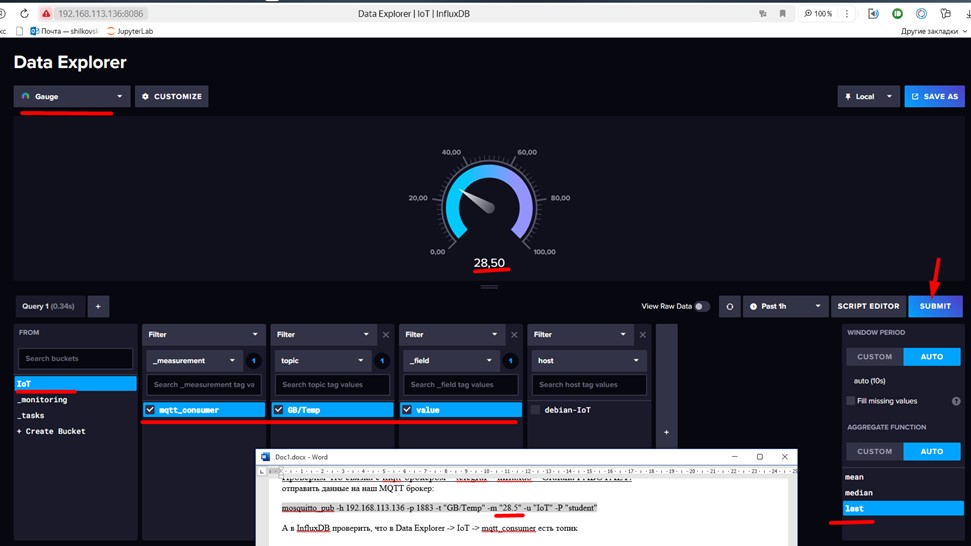 192.168.113.136:8086
Data Explorer | IoT | InfluxDB
100%
Почта — shilkovsk
JupyterLab
Другие закладки
Data Explorer
Gauge
CUSTOMIZE
Local
SAVE AS
40,00
60,00
20,00
80,00
0,00
100,00
28,50
Query 1 (0.34s)
+
View Raw Data
Past 1h
SCRIPT EDITOR
SUBMIT
FROM
Search buckets
IoT
_monitoring
_tasks
+ Create Bucket
Filter
_measurement
1
Search _measurement tag va
mqtt_consumer
Filter
topic
1
Search topic tag values
GB/Temp
Filter
_field
1
Search _field tag values
value
Filter
host
Search host tag values
debian-IoT
+
WINDOW PERIOD
CUSTOM
AUTO
auto (10s)
Fill missing values
AGGREGATE FUNCTION
CUSTOM
AUTO
mean
median
last
Doc1.docx - Word
отправить данные на наш MQTT брокер:
mosquitto_pub -h 192.168.113.136 -p 1883 -t "GB/Temp" -m "28.5" -u "IoT" -P "student"
А в InfluxDB проверить, что в Data Explorer -> IoT -> mqtt_consumer есть топик